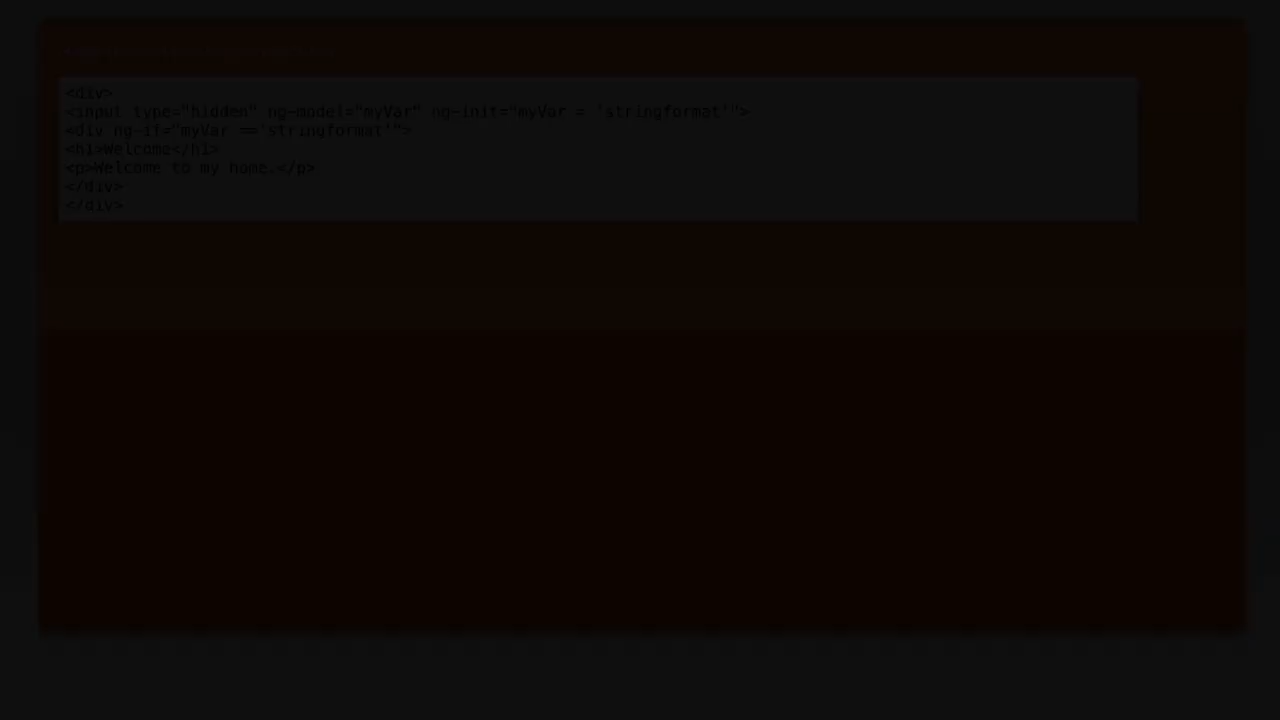 <div>
<input type="hidden" ng-model="myVar" ng-init="myVar = 'stringformat'">
<div ng-if="myVar =='stringformat'">
<h1>Welcome</h1>
<p>Welcome to my home.</p>
</div>
</div>